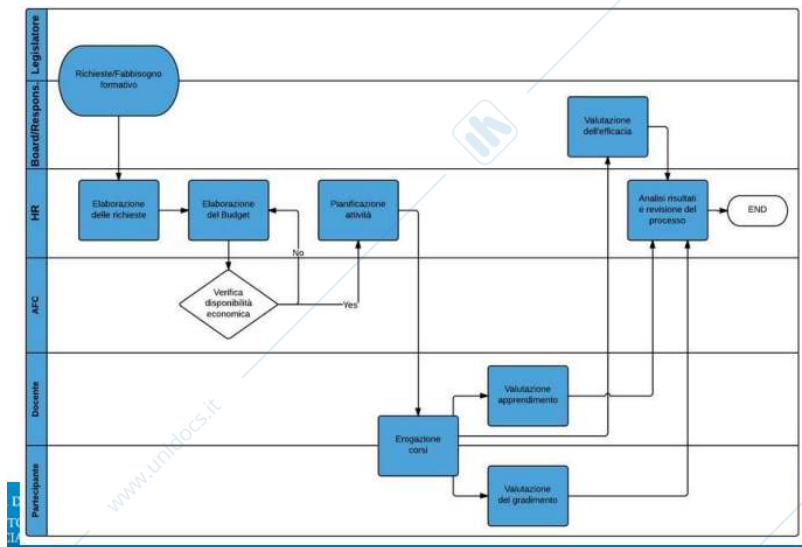 Legislatore
Richieste/Fabbisogno
formativo
Board/Respons.
Valutazione
dell'efficacia
HR
Elaborazione
delle richieste
Elaborazione
del Budget
Pianificazione
attività
Analisi risultati
e revisione del
processo
END
No
AFC
Verifica
disponibilità
economica
Yes
Docente
Valutazione
apprendimento
Erogazione
corsi
Partecipante
Valutazione
del gradimento
www.unidocs.it
D
TO
CIA